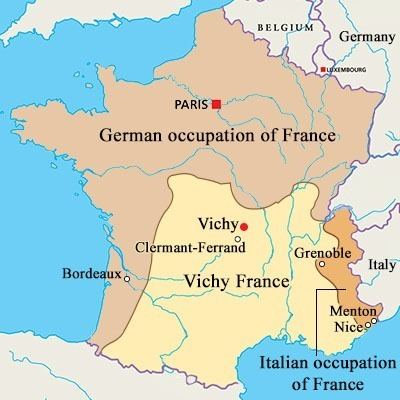 BELGIUM
Germany
LUXEMBOURG
PARIS
German occupation of France
Vichy
Clermant-Ferrand
Grenoble
Bordeaux
Italy
Vichy France
Menton
Nice
Italian occupation
of France